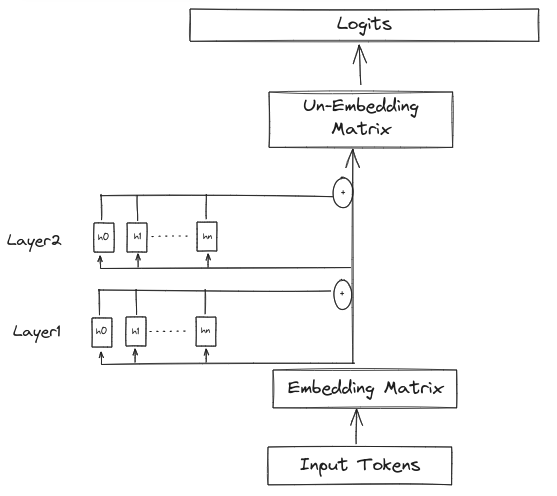 Logits
Un-Embedding
Matrix
+
Layer2
h0 h1 ...... hn
+
Layer1
h0 h1 ...... hn
Embedding Matrix
Input Tokens